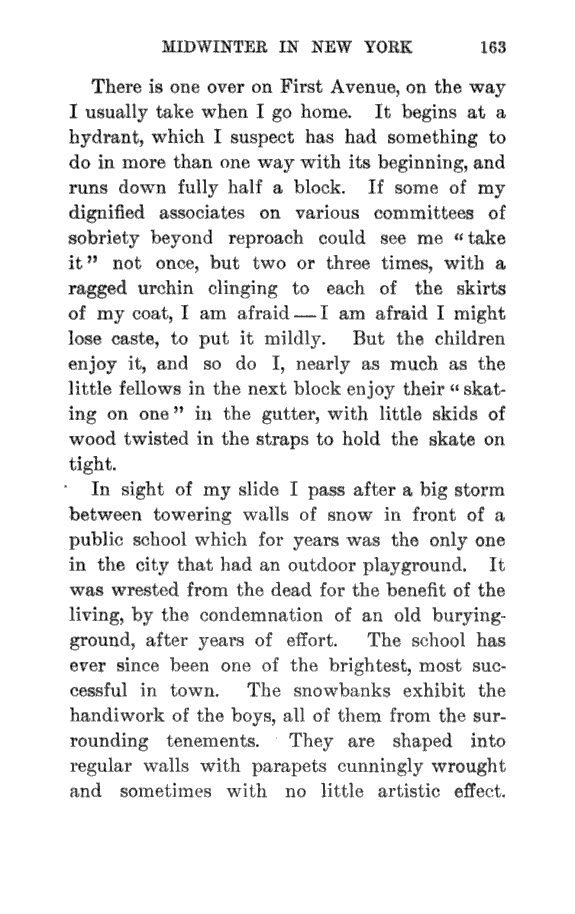 MIDWINTER IN NEW YORK 163
There is one over on First Avenue, on the way
I usually take when I go home. It begins at a
hydrant, which I suspect has had something to
do in more than one way with its beginning, and
runs down fully half a block. If some of my
dignified associates on various committees of
sobriety beyond reproach could see me “take
it” not once, but two or three times, with a
ragged urchin clinging to each of the skirts
of my coat, I am afraid — I am afraid I might
lose caste, to put it mildly. But the children
enjoy it, and so do I, nearly as much as the
little fellows in the next block enjoy their “skat-
ing on one” in the gutter, with little skids of
wood twisted in the straps to hold the skate on
tight.
In sight of my slide I pass after a big storm
between towering walls of snow in front of a
public school which for years was the only one
in the city that had an outdoor playground. It
was wrested from the dead for the benefit of the
living, by the condemnation of an old burying-
ground, after years of effort. The school has
ever since been one of the brightest, most suc-
cessful in town. The snowbanks exhibit the
handiwork of the boys, all of them from the sur-
rounding tenements. They are shaped into
regular walls with parapets cunningly wrought
and sometimes with no little artistic effect.